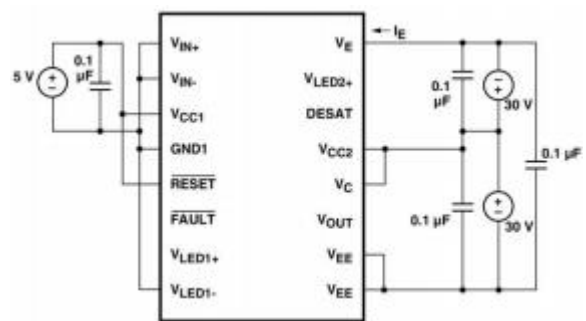 5 V
0.1
µF
V_IN+
V_IN-
V_CC1
GND1
RESET
FAULT
V_LED1+
V_LED1-
V_E
V_LED2+
DESAT
V_CC2
V_C
V_OUT
V_EE
V_EE
I_E
0.1
µF
30 V
0.1 µF
0.1 µF
30 V